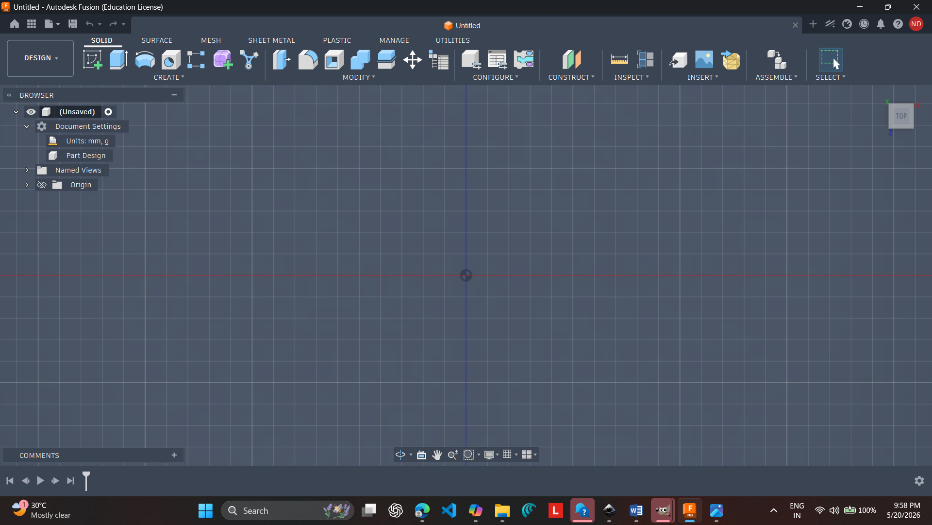 Untitled - Autodesk Fusion (Education License)
Untitled
ND
DESIGN
SOLID SURFACE MESH SHEET METAL PLASTIC MANAGE UTILITIES
CREATE MODIFY CONFIGURE CONSTRUCT INSPECT INSERT ASSEMBLE SELECT
BROWSER
(Unsaved)
Document Settings
Units: mm, g
Part Design
Named Views
Origin
TOP
COMMENTS
30°C
Mostly clear
1
Search
ENG
IN
100%
9:58 PM
5/20/2026